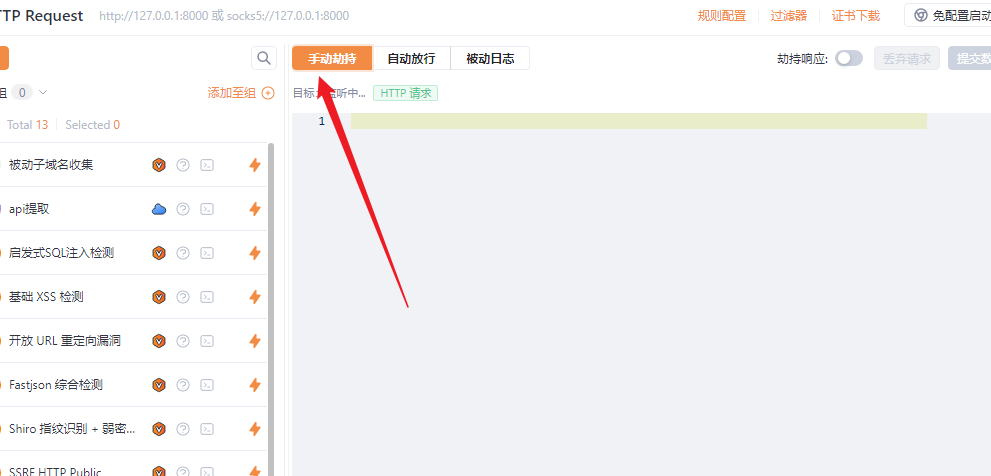 TTP Request http://127.0.0.1:8000 或 socks5://127.0.0.1:8000 规则配置 过滤器 证书下载 免配置启动
手动劫持 自动放行 被动日志 劫持响应: 丢弃请求 提交数
组 0 添加至组 目标: 监听中... HTTP 请求
Total 13 Selected 0
1
被动子域名收集
api提取
启发式SQL注入检测
基础 XSS 检测
开放 URL 重定向漏洞
Fastjson 综合检测
Shiro 指纹识别 + 弱密...
SSRF HTTP Public